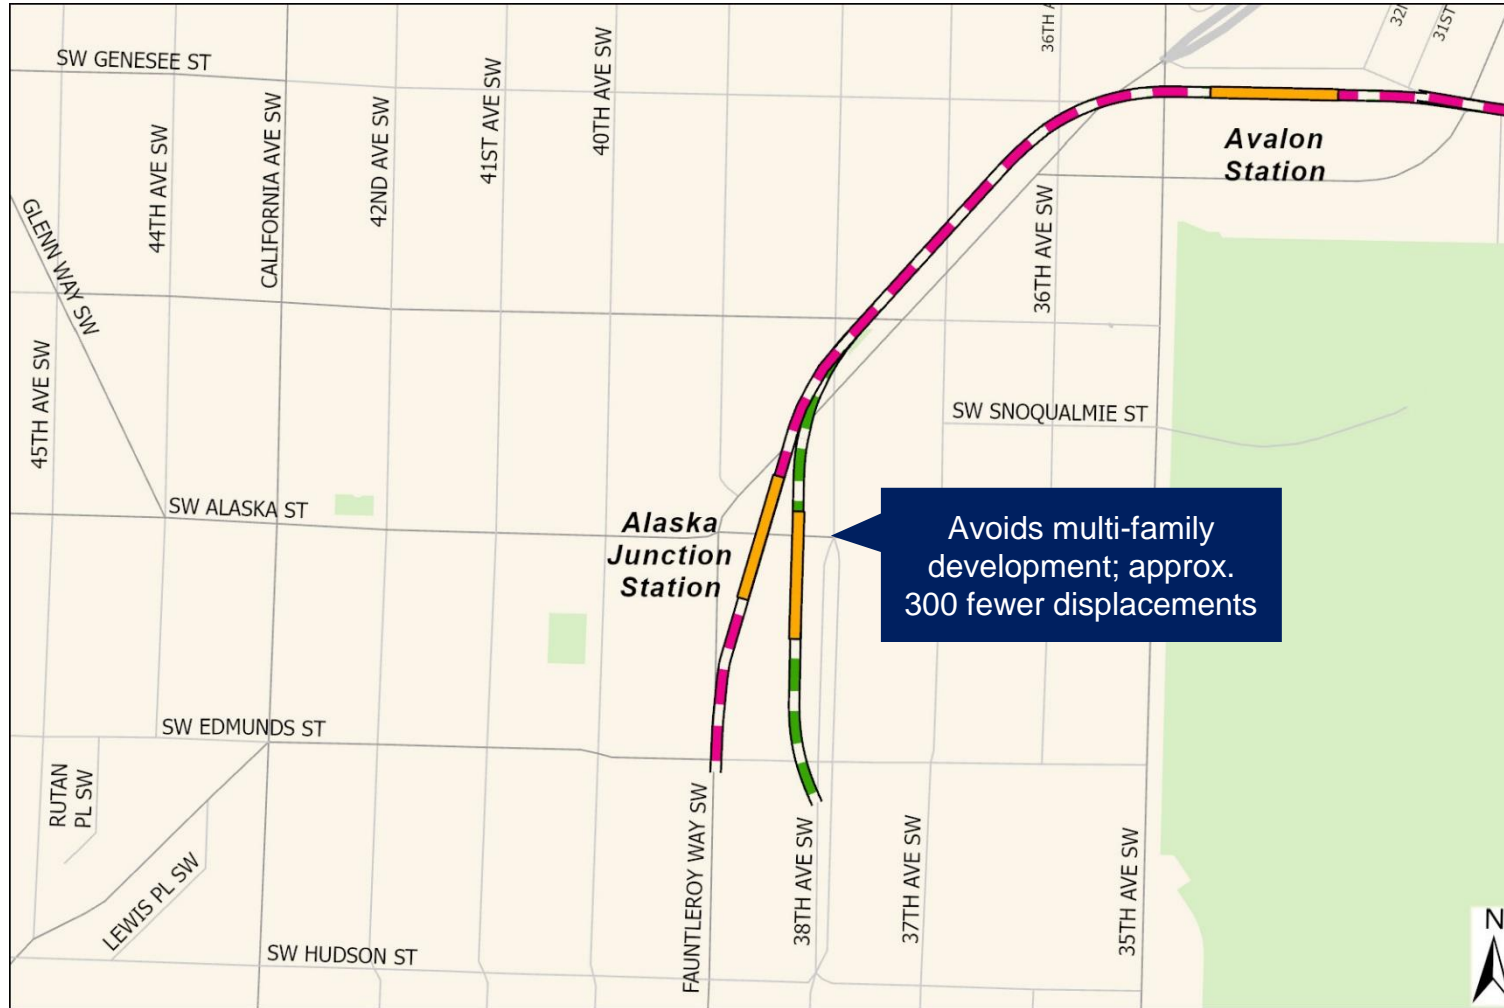 32
31ST
36TH A
SW GENESEE ST
44TH AVE SW
CALIFORNIA AVE SW
42ND AVE SW
41ST AVE SW
40TH AVE SW
Avalon
Station
GLENN WAY SW
36TH AVE SW
45TH AVE SW
SW SNOQUALMIE ST
SW ALASKA ST
Alaska
Junction
Station
Avoids multi-family
development; approx.
300 fewer displacements
SW EDMUNDS ST
RUTAN
PL SW
LEWIS PL SW
FAUNTLEROY WAY SW
38TH AVE SW
37TH AVE SW
35TH AVE SW
SW HUDSON ST
N